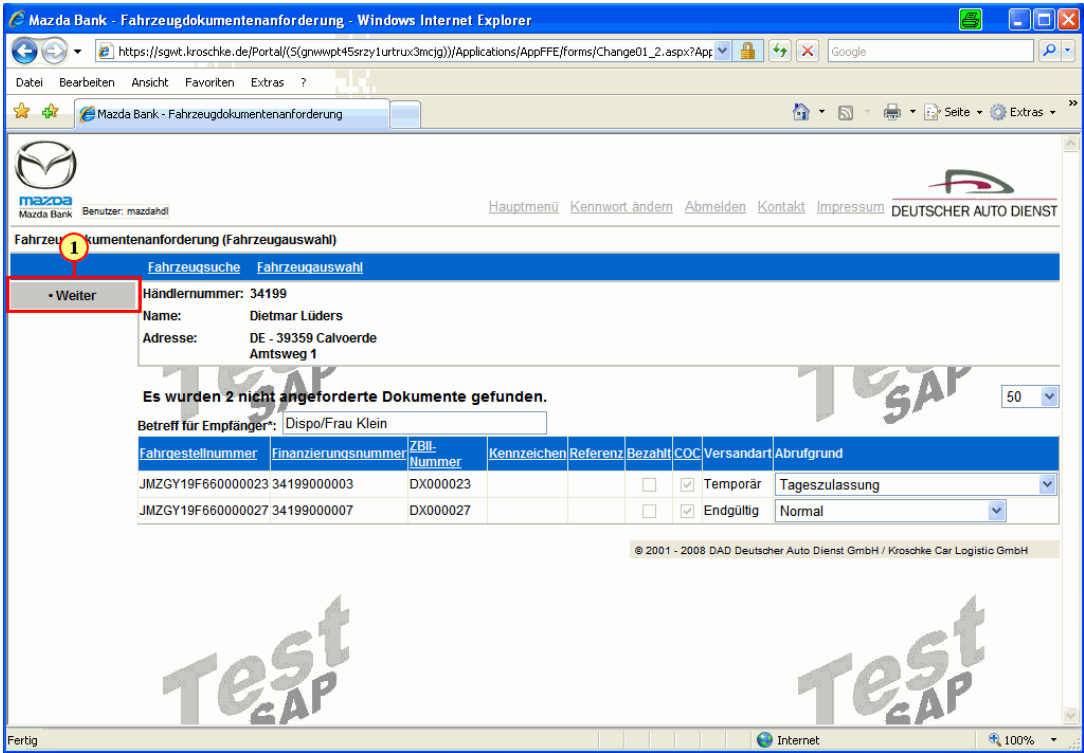 Mazda Bank - Fahrzeugdokumentenanforderung - Windows Internet Explorer
https://sgwt.kroschke.de/Portal/(S(gnwwpt45srzy1urtrux3mcjg))/Applications/AppFFE/forms/Change01_2.aspx?App
Google
Datei Bearbeiten Ansicht Favoriten Extras ?
Mazda Bank - Fahrzeugdokumentenanforderung
Seite Extras »
mazda
Mazda Bank
Benutzer: mazdahdl
Hauptmenü Kennwort ändern Abmelden Kontakt Impressum
DEUTSCHER AUTO DIENST
Fahrzeugdokumentenanforderung (Fahrzeugauswahl)
1
Fahrzeugsuche Fahrzeugauswahl
• Weiter
Händlernummer: 34199
Name: Dietmar Lüders
Adresse: DE - 39359 Calvoerde
Amtsweg 1
Test SAP
Test SAP
Es wurden 2 nicht angeforderte Dokumente gefunden.
50
Betreff für Empfänger*: Dispo/Frau Klein
Fahrgestellnummer Finanzierungsnummer ZBII-Nummer Kennzeichen Referenz Bezahlt COC Versandart Abrufgrund
JMZGY19F660000023 34199000003 DX000023 Temporär Tageszulassung
JMZGY19F660000027 34199000007 DX000027 Endgültig Normal
© 2001 - 2008 DAD Deutscher Auto Dienst GmbH / Kroschke Car Logistic GmbH
Test SAP
Test SAP
Fertig
Internet
100%